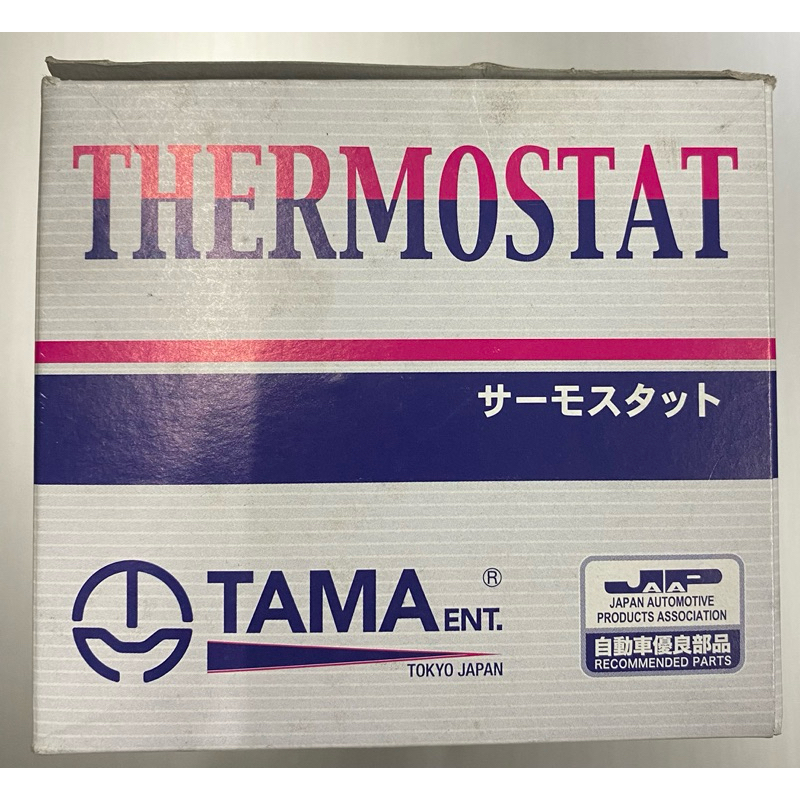 THERMOSTAT
サーモスタット
TAMA ENT. ®
TOKYO JAPAN
JAAP
JAPAN AUTOMOTIVE
PRODUCTS ASSOCIATION
自動車優良部品
RECOMMENDED PARTS